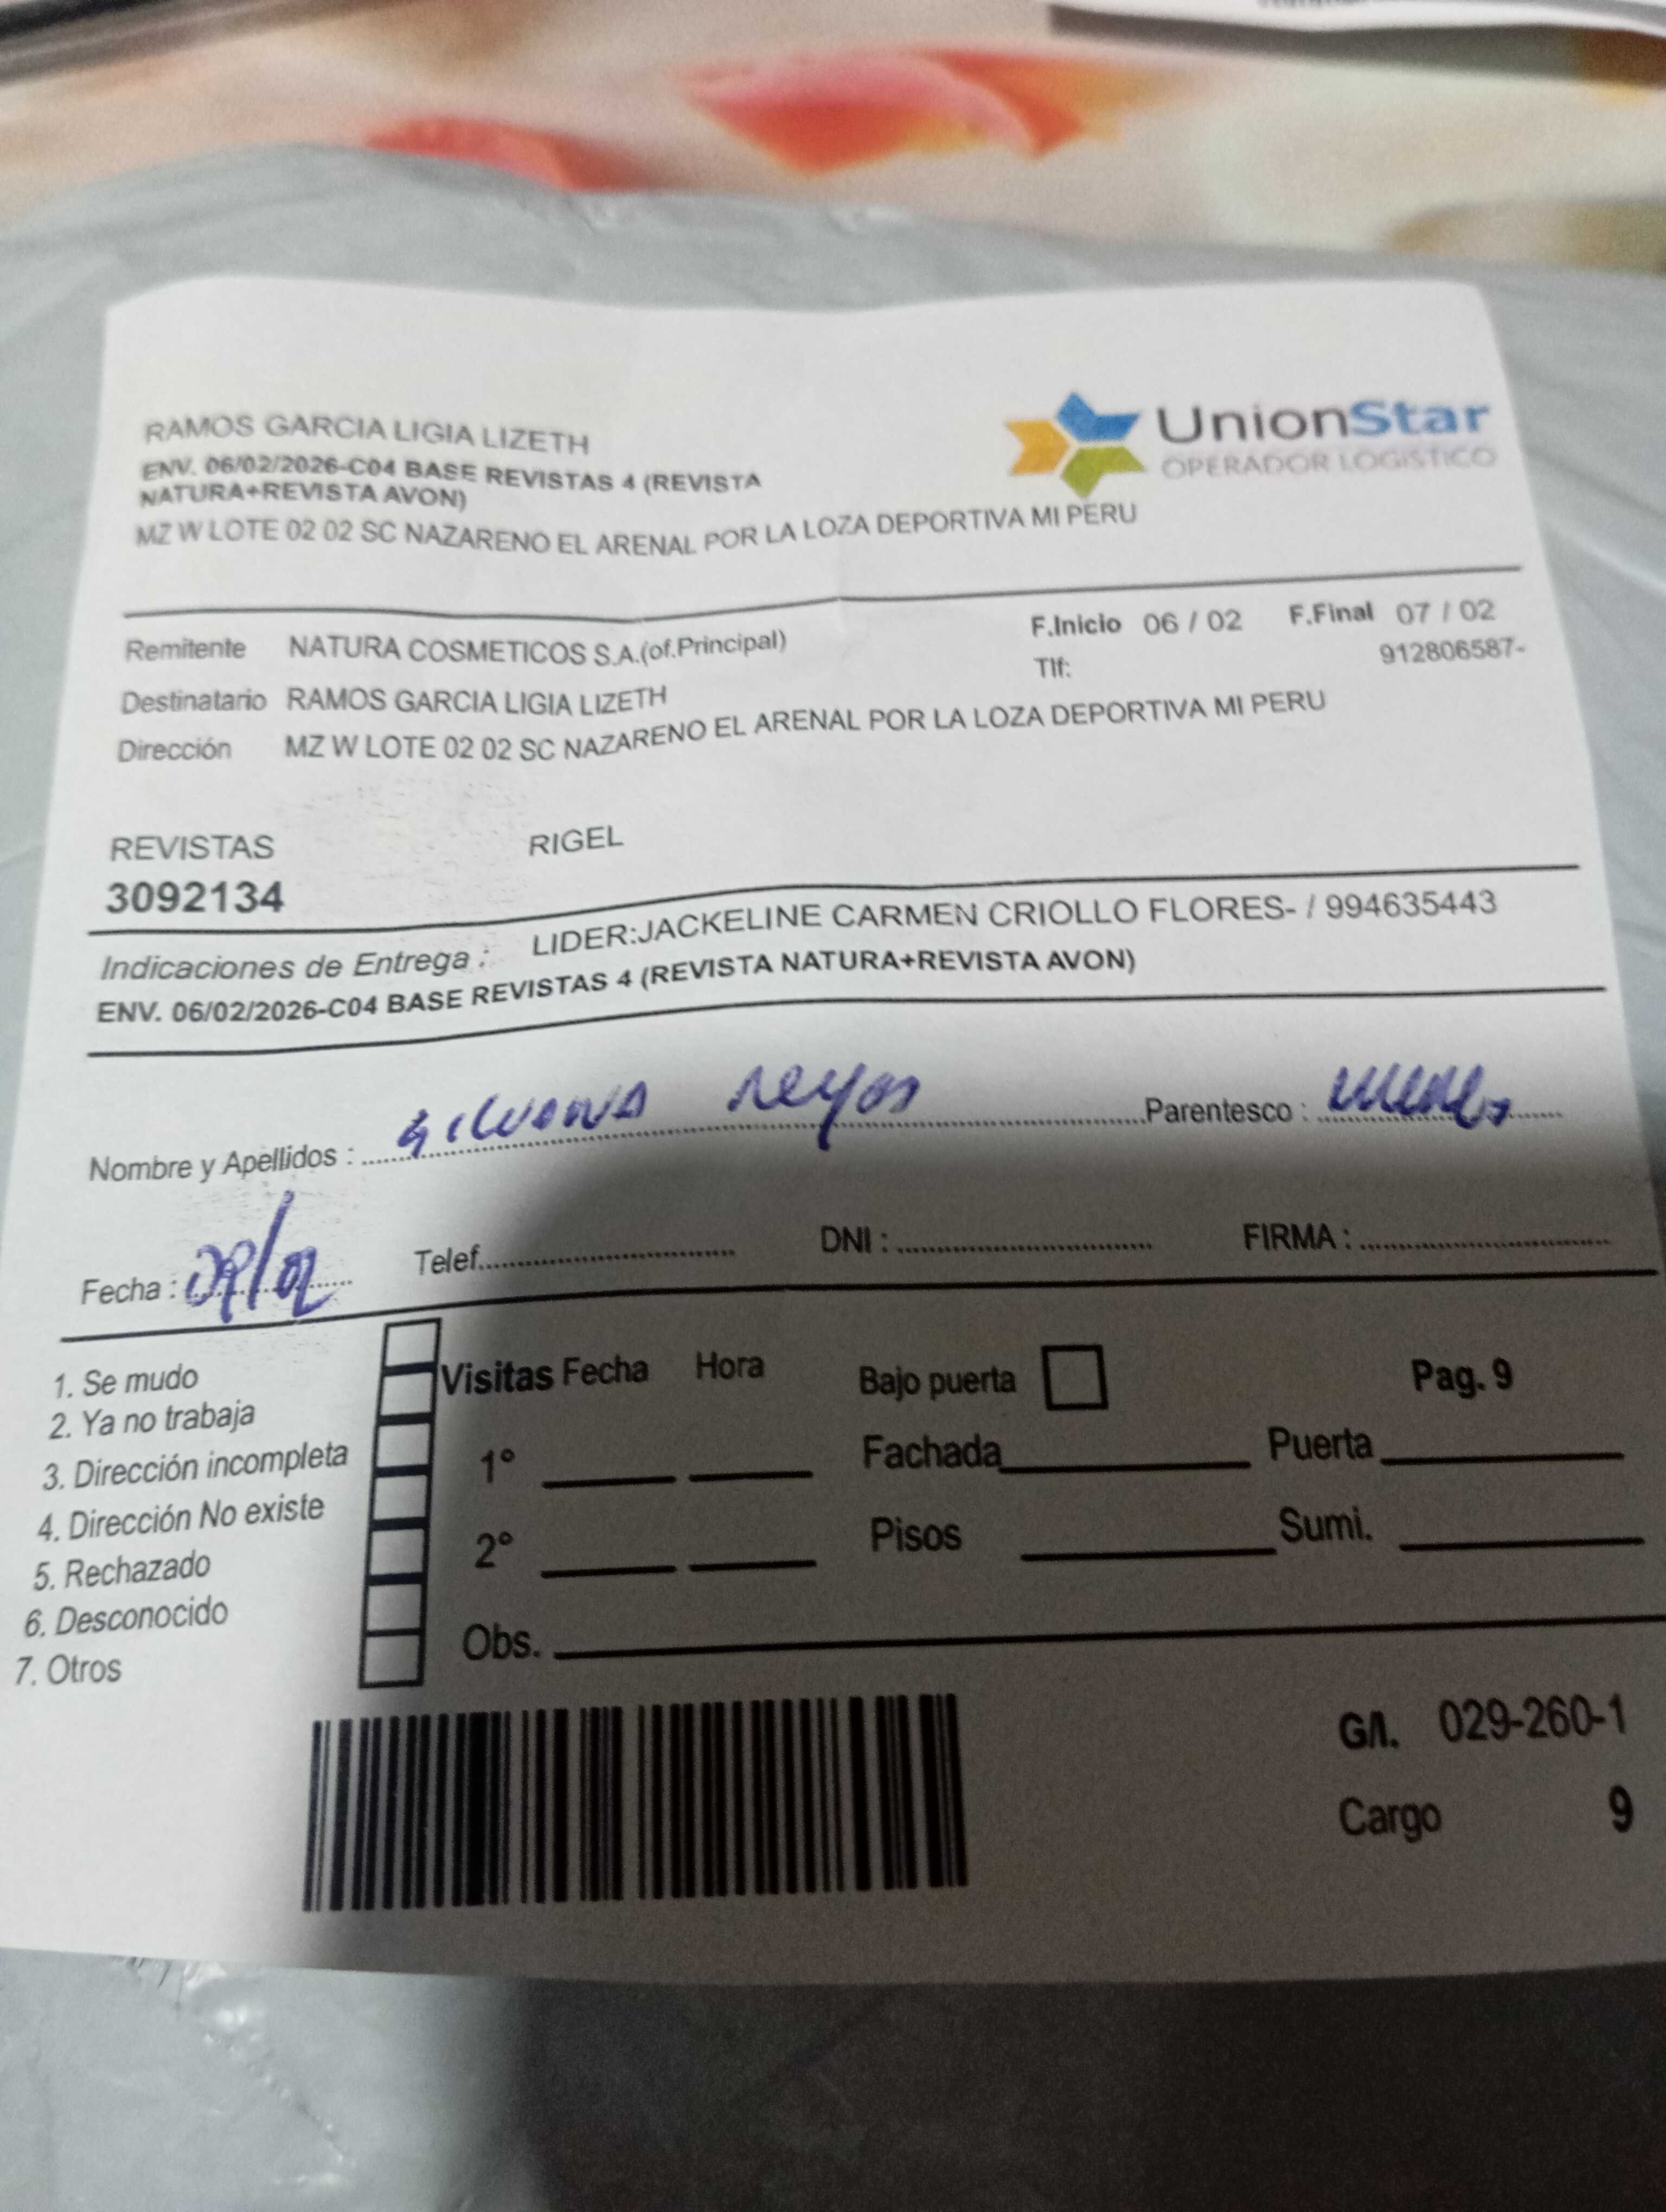 RAMOS GARCIA LIGIA LIZETH
ENV. 06/02/2026-C04 BASE REVISTAS 4 (REVISTA
NATURA+REVISTA AVON)
MZ W LOTE 02 02 SC NAZARENO EL ARENAL POR LA LOZA DEPORTIVA MI PERU
UnionStar
OPERADOR LOGISTICO
Remitente NATURA COSMETICOS S.A.(of.Principal) F.Inicio 06 / 02 F.Final 07 / 02
Tlf: 912806587-
Destinatario RAMOS GARCIA LIGIA LIZETH
Dirección MZ W LOTE 02 02 SC NAZARENO EL ARENAL POR LA LOZA DEPORTIVA MI PERU
REVISTAS RIGEL
3092134
Indicaciones de Entrega : LIDER:JACKELINE CARMEN CRIOLLO FLORES- / 994635443
ENV. 06/02/2026-C04 BASE REVISTAS 4 (REVISTA NATURA+REVISTA AVON)
Nombre y Apellidos : Silvana Reyes Parentesco :
Fecha : Telef. DNI : FIRMA :
1. Se mudo
2. Ya no trabaja
3. Dirección incompleta
4. Dirección No existe
5. Rechazado
6. Desconocido
7. Otros
Visitas Fecha Hora Bajo puerta Pag. 9
1° Fachada Puerta
2° Pisos Sumi.
Obs.
G/I. 029-260-1
Cargo 9